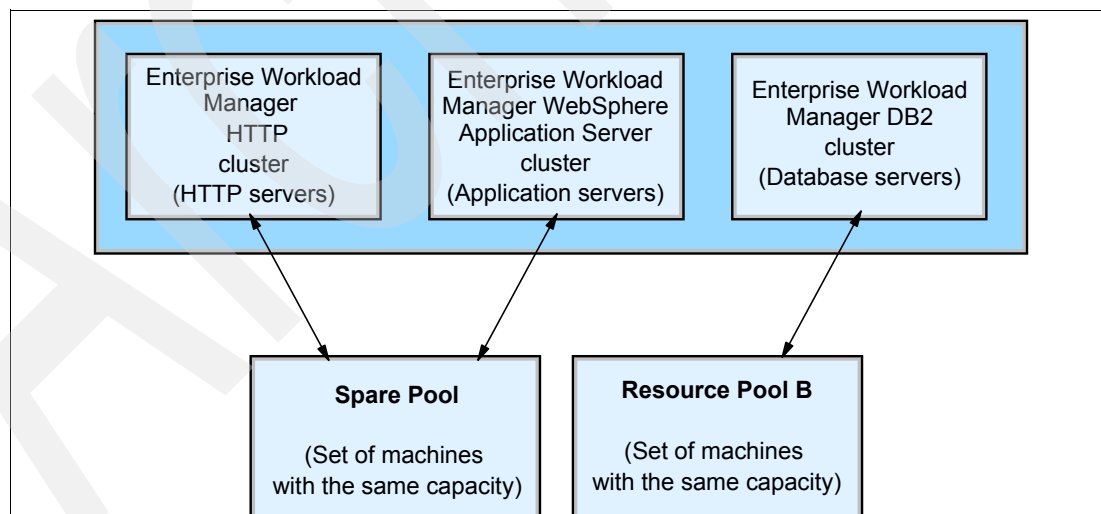 Enterprise Workload
Manager
HTTP
cluster
(HTTP servers)
Enterprise Workload
Manager WebSphere
Application Server
cluster
(Application servers)
Enterprise Workload
Manager DB2
cluster
(Database servers)
Spare Pool
(Set of machines
with the same capacity)
Resource Pool B
(Set of machines
with the same capacity)